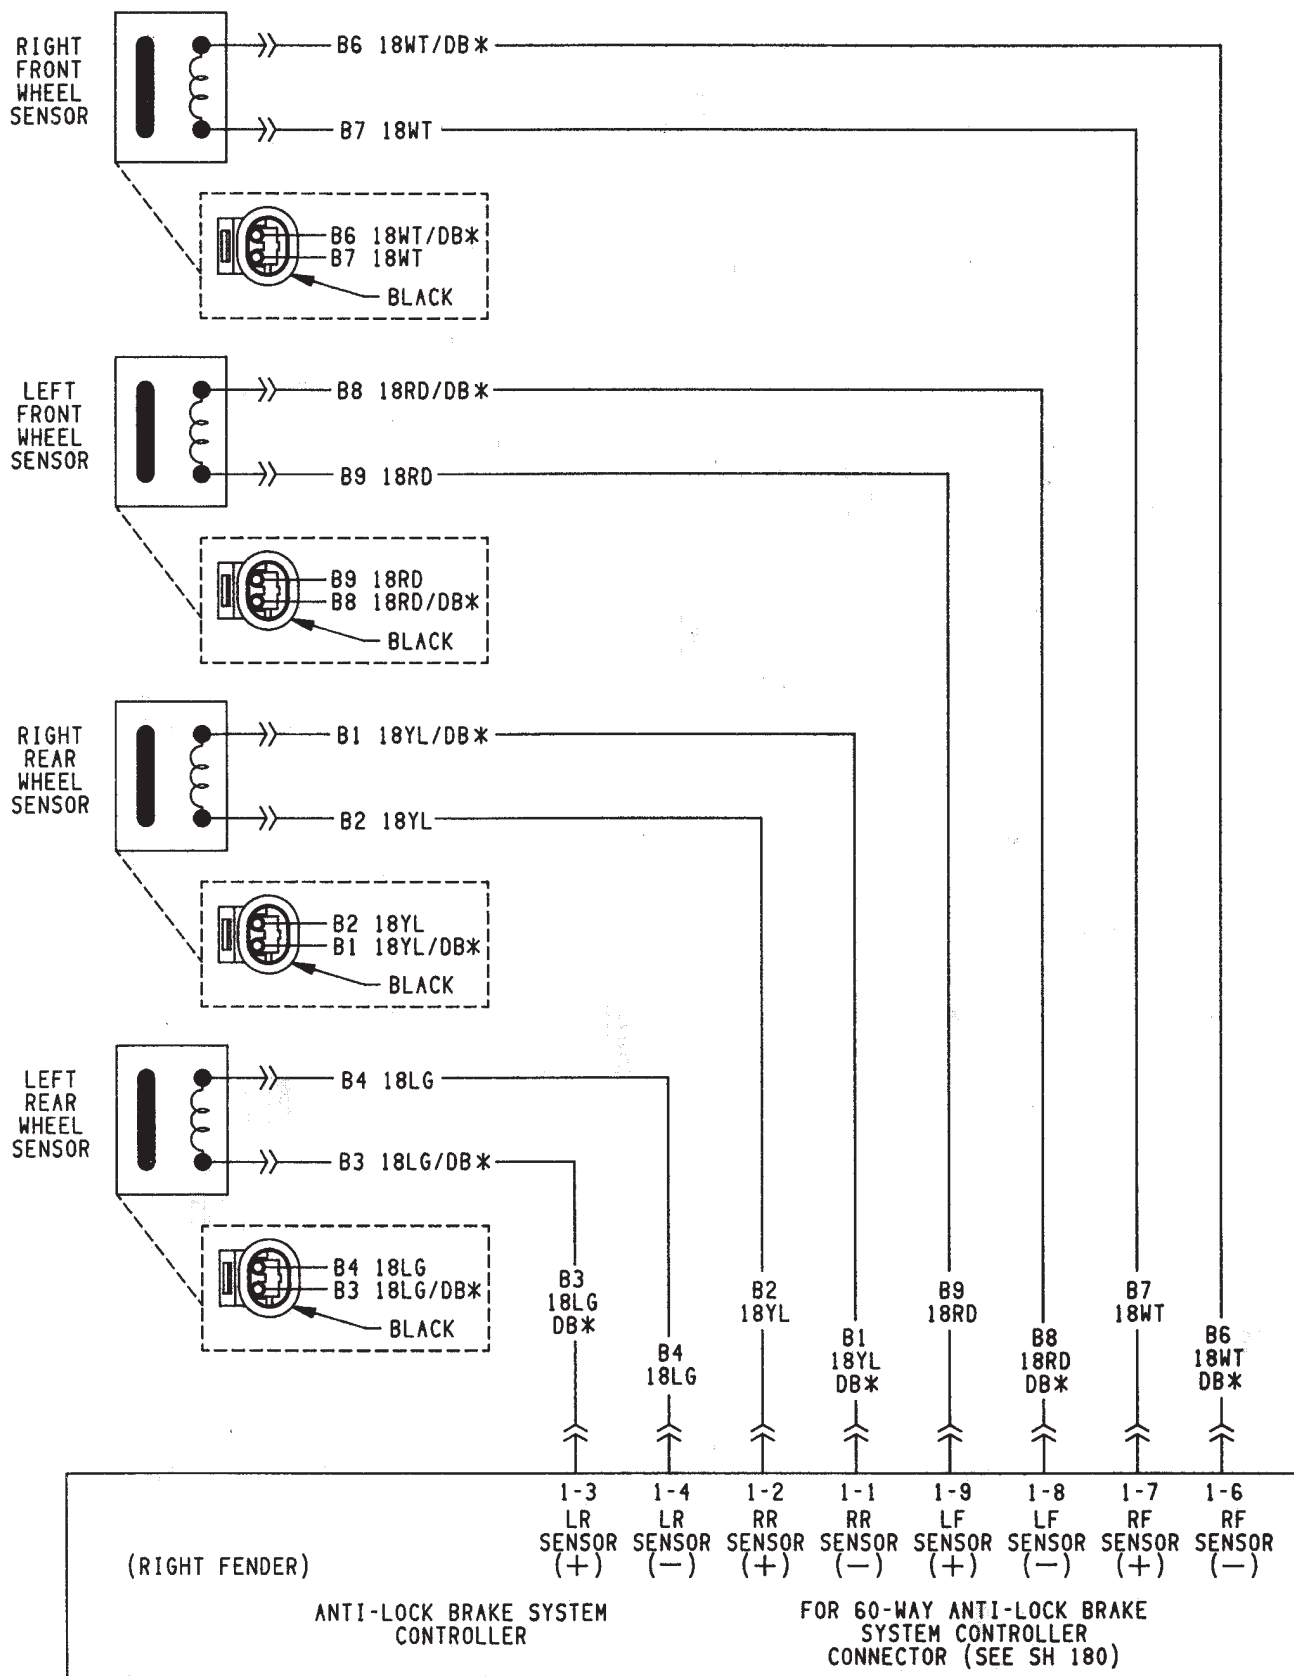 RIGHT
FRONT
WHEEL
SENSOR
B6 18WT/DB*
B7 18WT
B6 18WT/DB*
B7 18WT
BLACK
LEFT
FRONT
WHEEL
SENSOR
B8 18RD/DB*
B9 18RD
B9 18RD
B8 18RD/DB*
BLACK
RIGHT
REAR
WHEEL
SENSOR
B1 18YL/DB*
B2 18YL
B2 18YL
B1 18YL/DB*
BLACK
LEFT
REAR
WHEEL
SENSOR
B4 18LG
B3 18LG/DB*
B4 18LG
B3 18LG/DB*
BLACK
B3
18LG
DB*
B4
18LG
B2
18YL
B1
18YL
DB*
B9
18RD
B8
18RD
DB*
B7
18WT
B6
18WT
DB*
1-3
LR
SENSOR
(+)
1-4
LR
SENSOR
(-)
1-2
RR
SENSOR
(+)
1-1
RR
SENSOR
(-)
1-9
LF
SENSOR
(+)
1-8
LF
SENSOR
(-)
1-7
RF
SENSOR
(+)
1-6
RF
SENSOR
(-)
(RIGHT FENDER)
ANTI-LOCK BRAKE SYSTEM
CONTROLLER
FOR 60-WAY ANTI-LOCK BRAKE
SYSTEM CONTROLLER
CONNECTOR (SEE SH 180)